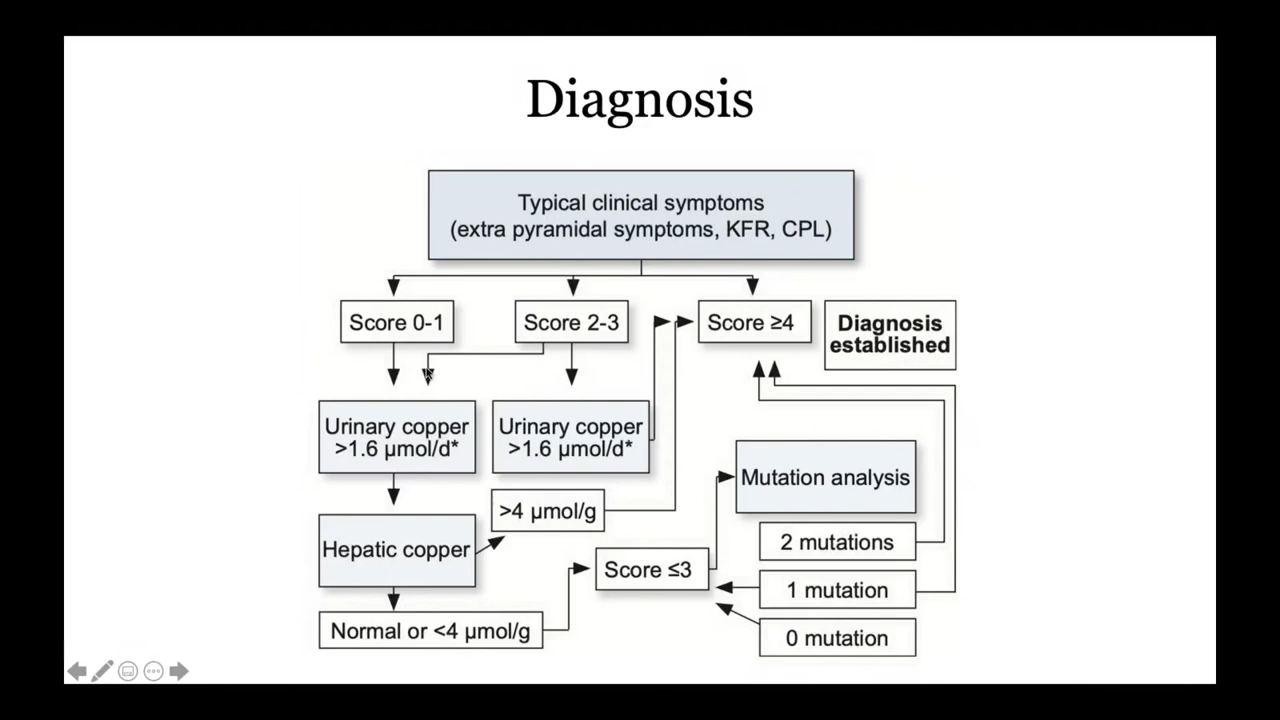 Diagnosis
Typical clinical symptoms
(extra pyramidal symptoms, KFR, CPL)
Score 0-1
Score 2-3
Score ≥4
Diagnosis
established
Urinary copper
>1.6 µmol/d*
Urinary copper
>1.6 µmol/d*
Mutation analysis
>4 µmol/g
Hepatic copper
2 mutations
Score ≤3
1 mutation
Normal or <4 µmol/g
0 mutation